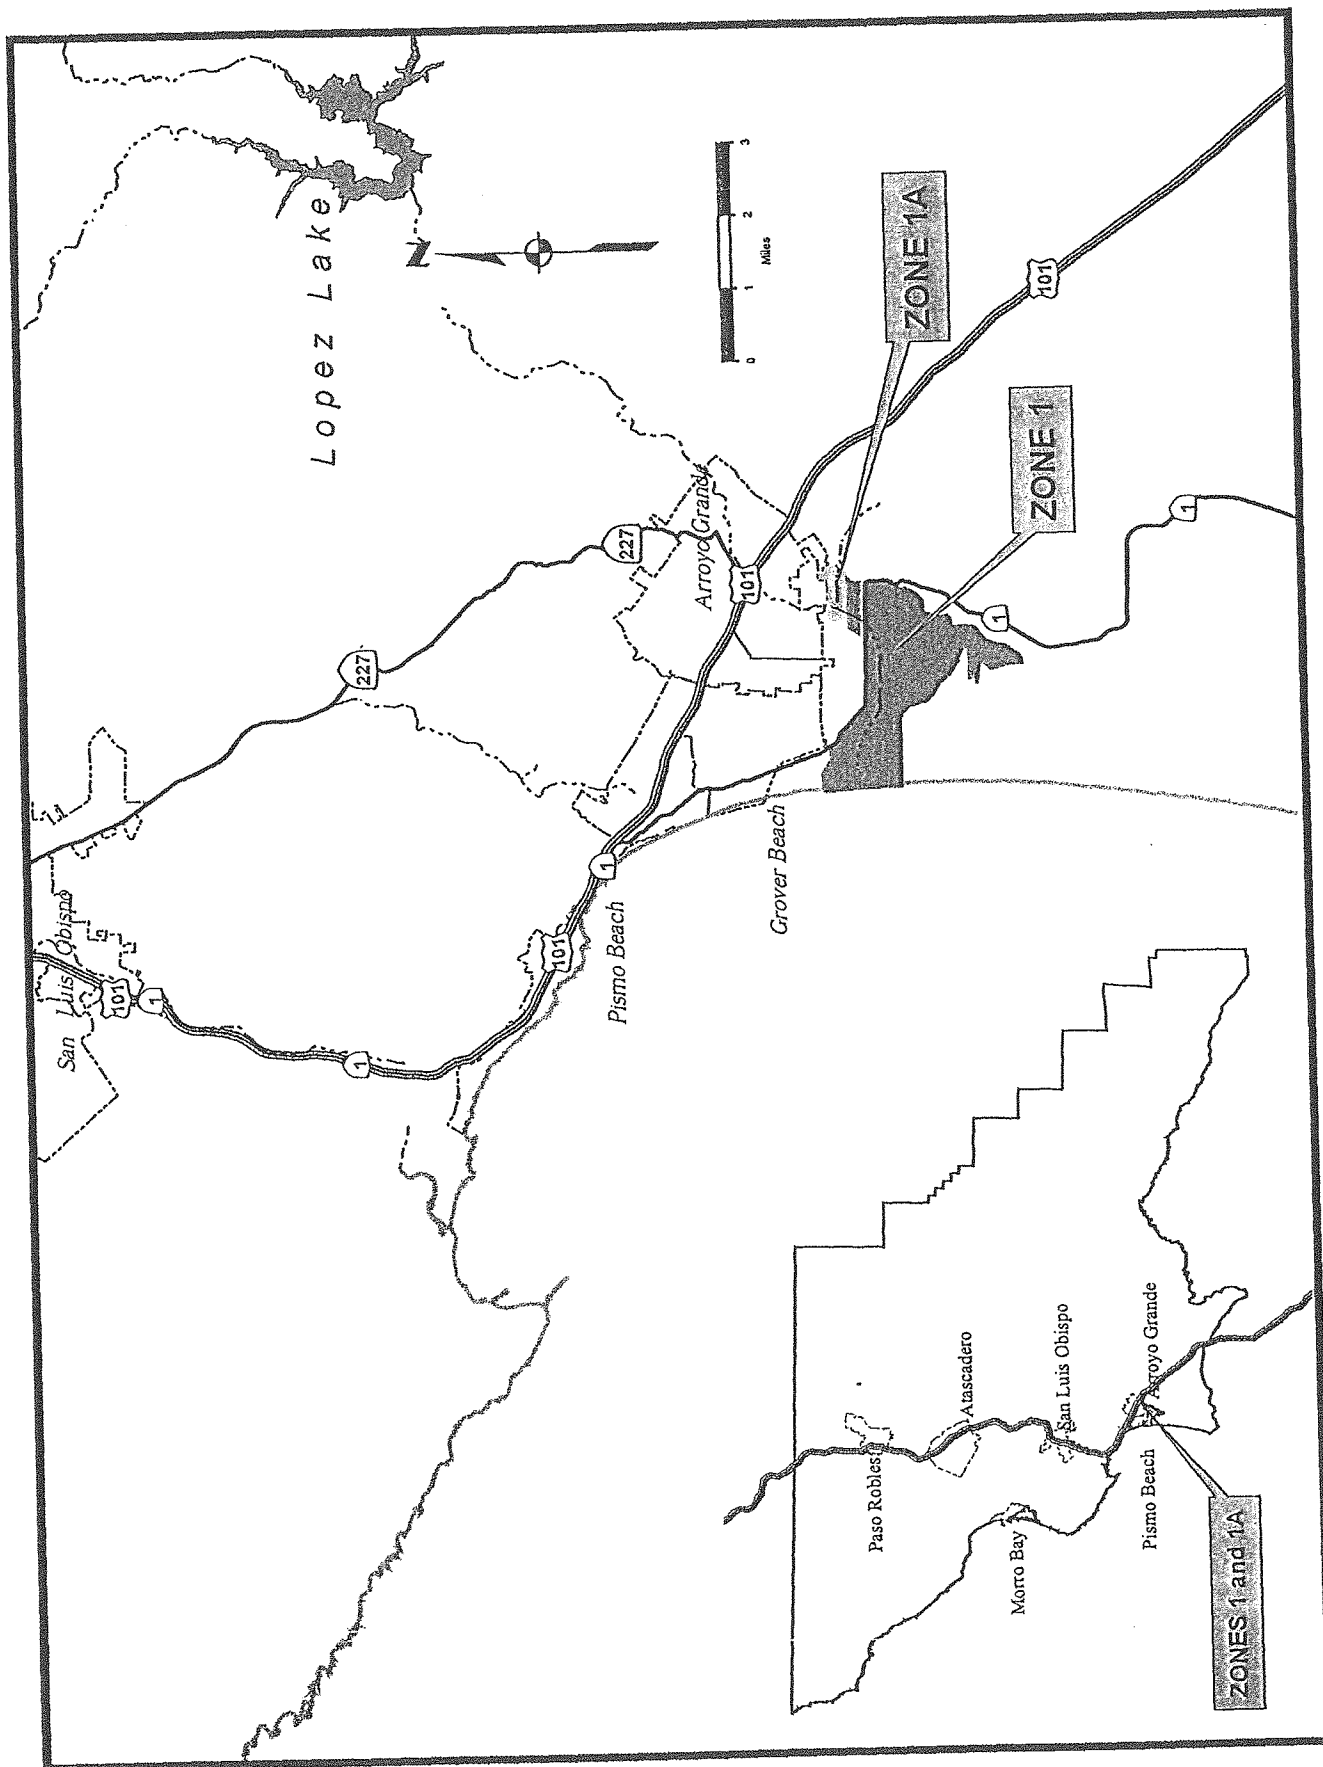 San Luis Obispo
101
1
1
227
227
Lopez Lake
N
101
Pismo Beach
1
Arroyo Grande
101
Grover Beach
0 1 2 3
Miles
ZONE 1A
ZONE 1
101
1
1
Paso Robles
Atascadero
Morro Bay
San Luis Obispo
Pismo Beach
Arroyo Grande
ZONES 1 and 1A